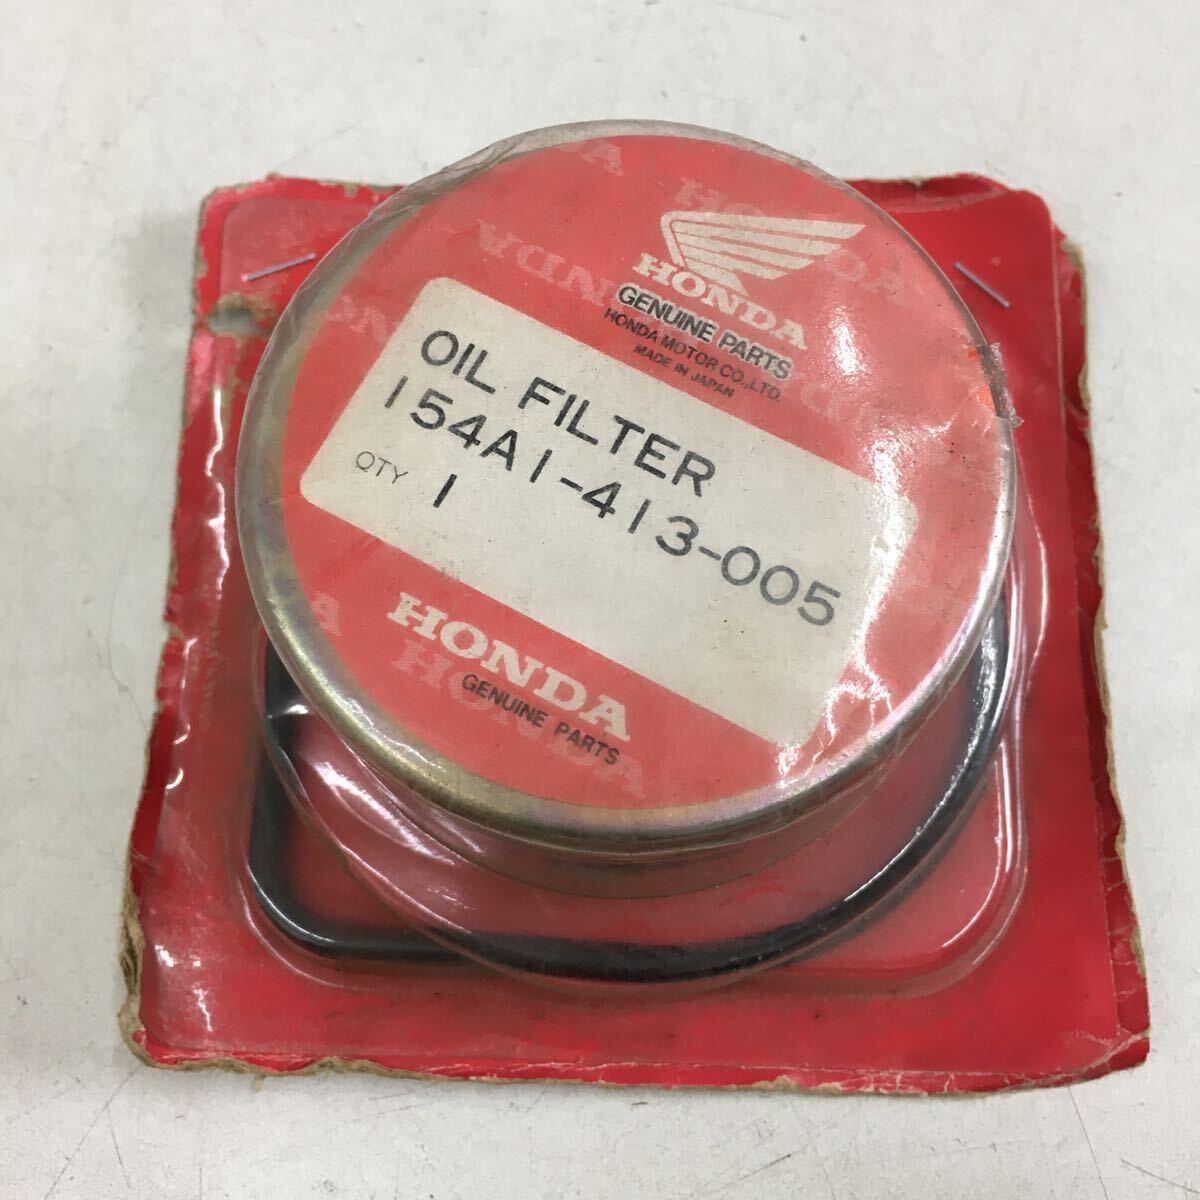 HONDA
GENUINE PARTS
HONDA MOTOR CO.,LTD.
MADE IN JAPAN
OIL FILTER
154A1-413-005
QTY 1
HONDA
GENUINE PARTS
HONDA